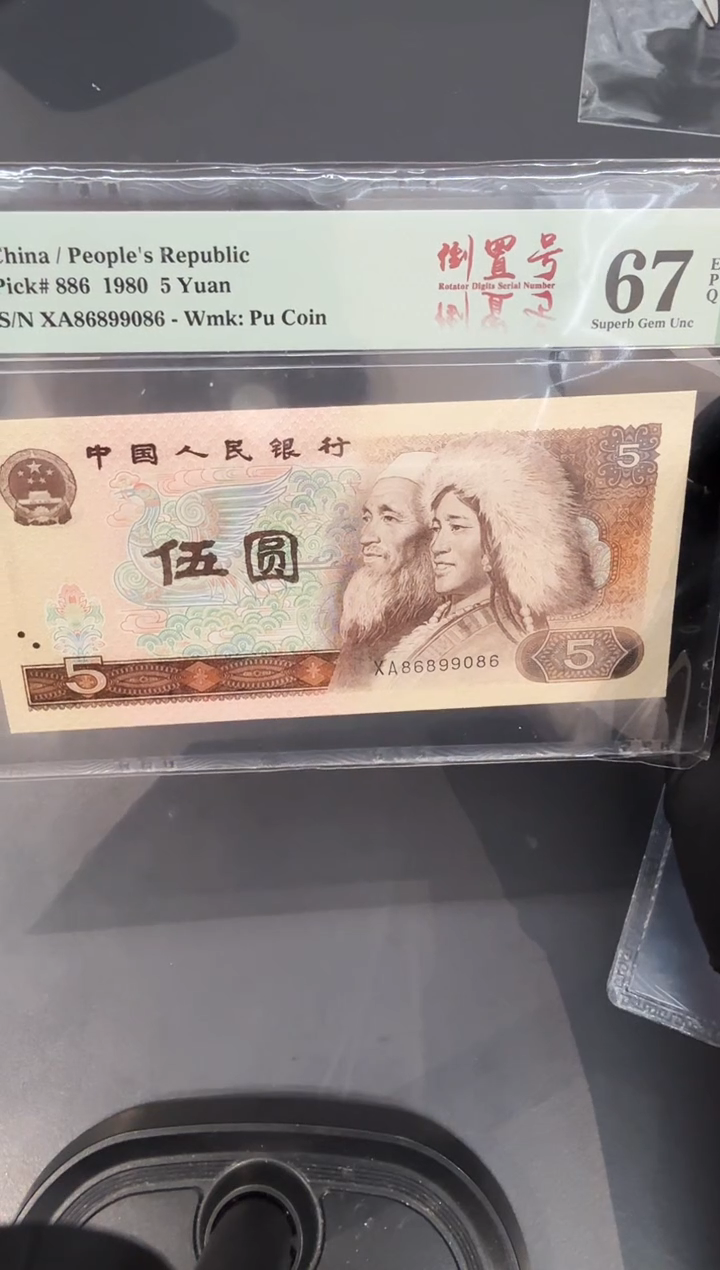 China / People's Republic
Pick# 886 1980 5 Yuan
S/N XA86899086 - Wmk: Pu Coin
倒置号
Rotator Digits Serial Number
67
Superb Gem Unc
E
P
Q
中国人民银行
5
伍圆
5
XA86899086
5